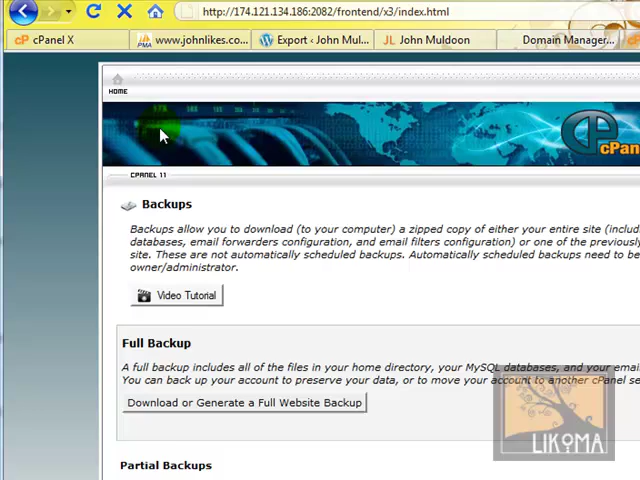 http://174.121.134.186:2082/frontend/x3/index.html
cP cPanel X
PMA www.johnlikes.co...
Export ‹ John Mul...
JL John Muldoon
Domain Manager...
cP
HOME
cP cPan
CPANEL 11
Backups
Backups allow you to download (to your computer) a zipped copy of either your entire site (includ
databases, email forwarders configuration, and email filters configuration) or one of the previously
site. These are not automatically scheduled backups. Automatically scheduled backups need to be
owner/administrator.
Video Tutorial
Full Backup
A full backup includes all of the files in your home directory, your MySQL databases, and your emai
You can back up your account to preserve your data, or to move your account to another cPanel se
Download or Generate a Full Website Backup
LIKOMA
Partial Backups